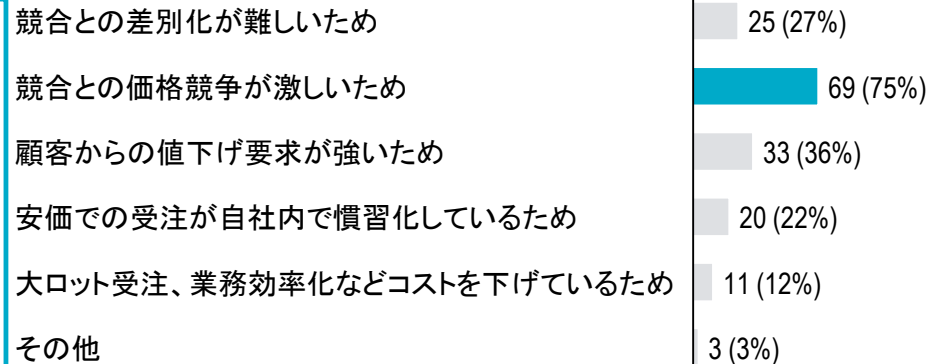 競合との差別化が難しいため 25 (27%)
競合との価格競争が激しいため 69 (75%)
顧客からの値下げ要求が強いため 33 (36%)
安価での受注が自社内で慣習化しているため 20 (22%)
大ロット受注、業務効率化などコストを下げているため 11 (12%)
その他 3 (3%)